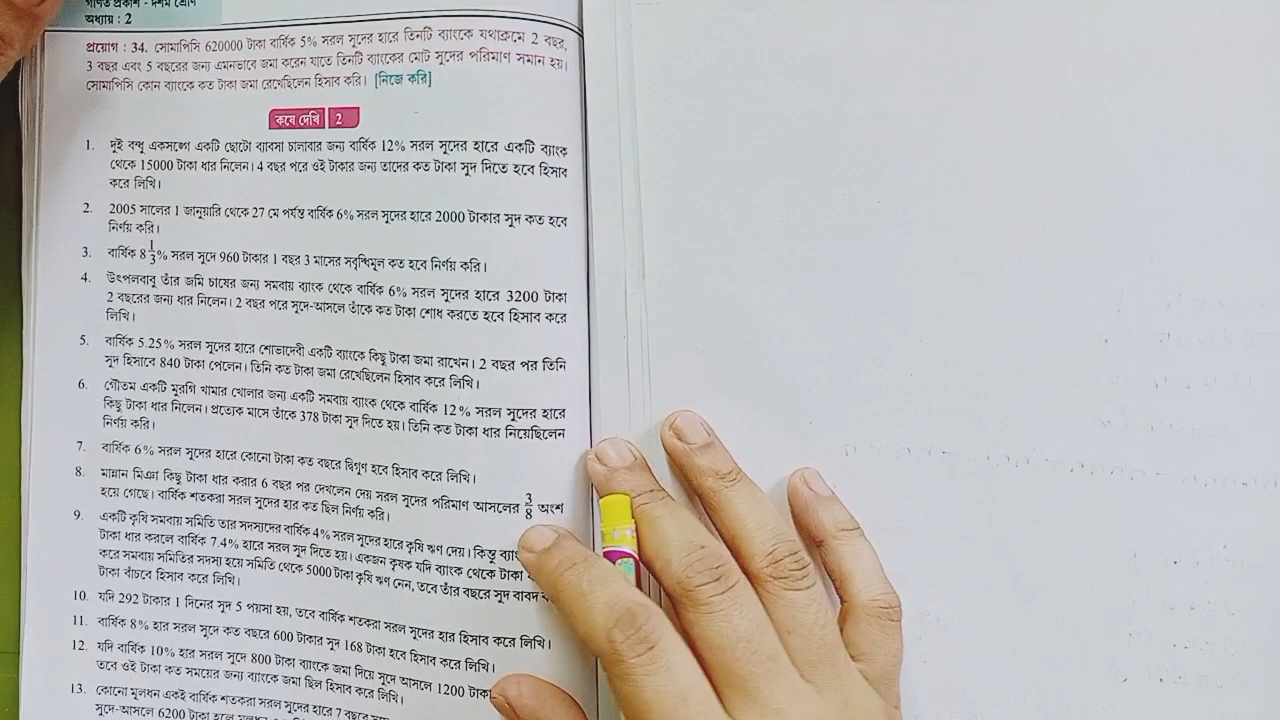 গণিত প্রকাশ - দশম শ্রেণি
অধ্যায় : 2
প্রয়োগ : 34. সোমাপিসি 620000 টাকা বার্ষিক 5% সরল সুদের হারে তিনটি ব্যাংকে যথাক্রমে 2 বছর,
3 বছর এবং 5 বছরের জন্য এমনভাবে জমা করেন যাতে তিনটি ব্যাংকের মোট সুদের পরিমাণ সমান হয়।
সোমাপিসি কোন ব্যাংকে কত টাকা জমা রেখেছিলেন হিসাব করি। [নিজে করি]
কষে দেখি 2
1. দুই বন্ধু একসঙ্গে একটি ছোটো ব্যাবসা চালাবার জন্য বার্ষিক 12% সরল সুদের হারে একটি ব্যাংক
থেকে 15000 টাকা ধার নিলেন। 4 বছর পরে ওই টাকার জন্য তাদের কত টাকা সুদ দিতে হবে হিসাব
করে লিখি।
2. 2005 সালের 1 জানুয়ারি থেকে 27 মে পর্যন্ত বার্ষিক 6% সরল সুদের হারে 2000 টাকার সুদ কত হবে
নির্ণয় করি।
3. বার্ষিক 8 1/3% সরল সুদে 960 টাকার 1 বছর 3 মাসের সবৃদ্ধিমূল কত হবে নির্ণয় করি।
4. উৎপলবাবু তাঁর জমি চাষের জন্য সমবায় ব্যাংক থেকে বার্ষিক 6% সরল সুদের হারে 3200 টাকা
2 বছরের জন্য ধার নিলেন। 2 বছর পরে সুদে-আসলে তাঁকে কত টাকা শোধ করতে হবে হিসাব করে
লিখি।
5. বার্ষিক 5.25% সরল সুদের হারে শোভাদেবী একটি ব্যাংকে কিছু টাকা জমা রাখেন। 2 বছর পর তিনি
সুদ হিসাবে 840 টাকা পেলেন। তিনি কত টাকা জমা রেখেছিলেন হিসাব করে লিখি।
6. গৌতম একটি মুরগি খামার খোলার জন্য একটি সমবায় ব্যাংক থেকে বার্ষিক 12% সরল সুদের হারে
কিছু টাকা ধার নিলেন। প্রত্যেক মাসে তাঁকে 378 টাকা সুদ দিতে হয়। তিনি কত টাকা ধার নিয়েছিলেন
নির্ণয় করি।
7. বার্ষিক 6% সরল সুদের হারে কোনো টাকা কত বছরে দ্বিগুণ হবে হিসাব করে লিখি।
8. মান্নান মিঞা কিছু টাকা ধার করার 6 বছর পর দেখলেন দেয় সরল সুদের পরিমাণ আসলের 3/8 অংশ
হয়ে গেছে। বার্ষিক শতকরা সরল সুদের হার কত ছিল নির্ণয় করি।
9. একটি কৃষি সমবায় সমিতি তার সদস্যদের বার্ষিক 4% সরল সুদের হারে কৃষি ঋণ দেয়। কিন্তু
টাকা ধার করলে বার্ষিক 7.4% হারে সরল সুদ দিতে হয়। একজন কৃষক যদি ব্যাংক থেকে টাকা
করে সমবায় সমিতির সদস্য হয়ে সমিতি থেকে 5000 টাকা কৃষি ঋণ নেন, তবে তাঁর বছরে সুদ বাবদ
টাকা বাঁচবে হিসাব করে লিখি।
10. যদি 292 টাকার 1 দিনের সুদ 5 পয়সা হয়, তবে বার্ষিক শতকরা সরল সুদের হার হিসাব করে লিখি।
11. বার্ষিক 8% হার সরল সুদে কত বছরে 600 টাকার সুদ 168 টাকা হবে হিসাব করে লিখি।
12. যদি বার্ষিক 10% হার সরল সুদে 800 টাকা ব্যাংকে জমা দিয়ে সুদে আসলে 1200 টাকা
তবে ওই টাকা কত সময়ের জন্য ব্যাংকে জমা ছিল হিসাব করে লিখি।
13. কোনো মূলধন একই বার্ষিক শতকরা সরল সুদের হারে 7 বছরে
সুদে-আসলে 6200 টাকা হলে